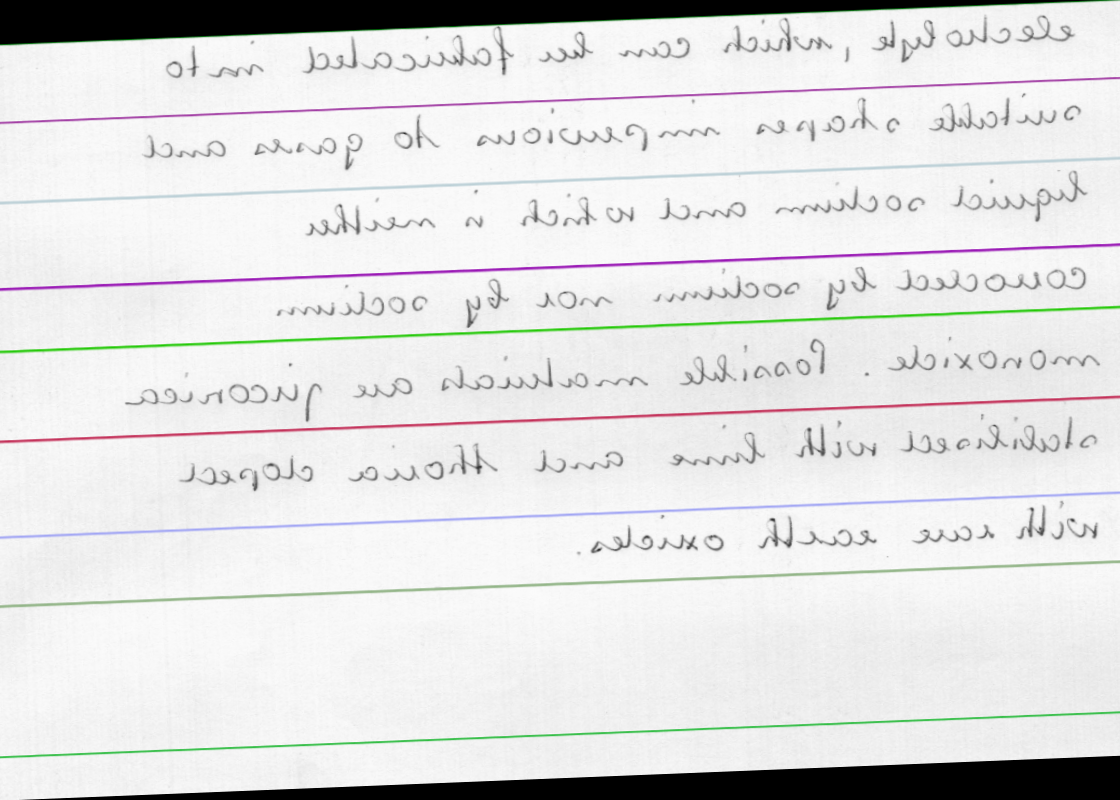 electrolyte, which can be fabricated into
suitable shapes impervious to gases and
liquid sodium and which is neither
corroded by sodium nor by sodium
monoxide. Possible materials are zirconia
stabilised with lime and thoria doped
with rare earth oxides.